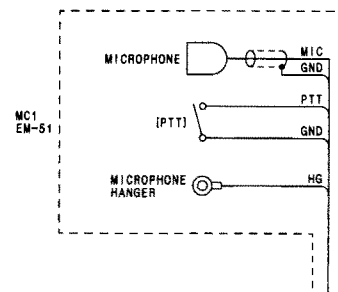 MICROPHONE
MIC
GND
PTT
[PTT]
GND
MC1
EM-51
MICROPHONE
HANGER
HG